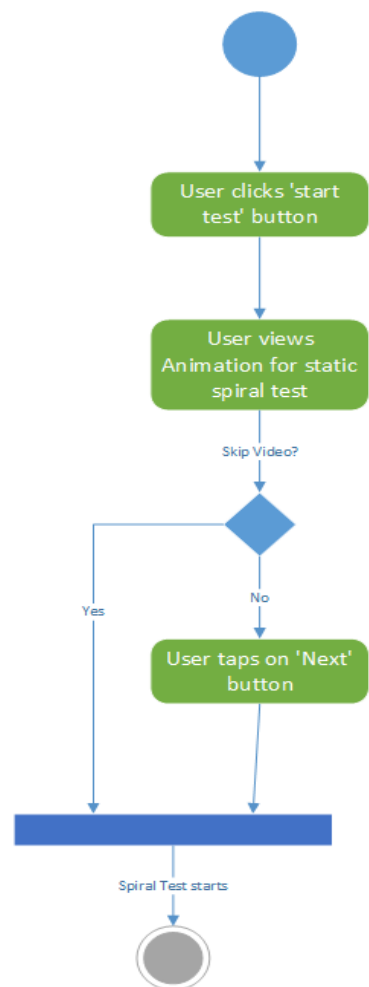 User clicks 'start
test' button
User views
Animation for static
spiral test
Skip Video?
Yes
No
User taps on 'Next'
button
Spiral Test starts